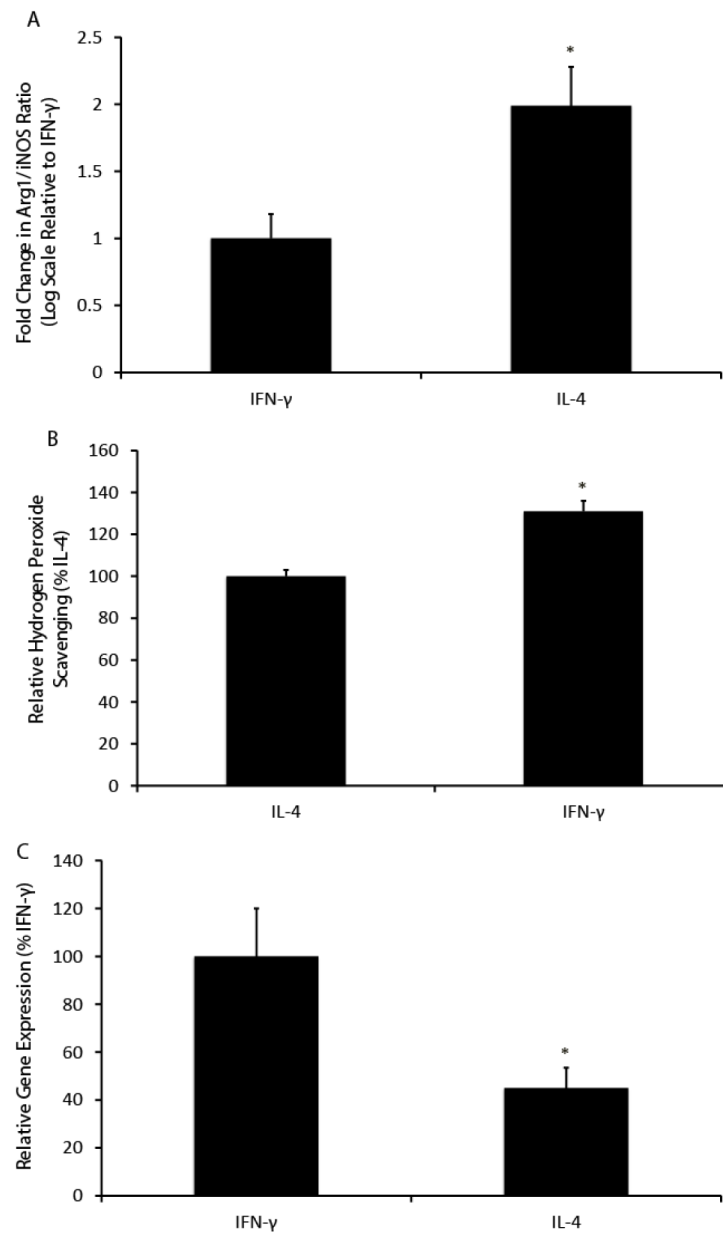 A
Fold Change in Arg1/iNOS Ratio
(Log Scale Relative to IFN-γ)
2.5
2
1.5
1
0.5
0
*
IFN-γ
IL-4
B
Relative Hydrogen Peroxide
Scavenging (% IL-4)
160
140
120
100
80
60
40
20
0
*
IL-4
IFN-γ
C
Relative Gene Expression (% IFN-γ)
140
120
100
80
60
40
20
0
*
IFN-γ
IL-4